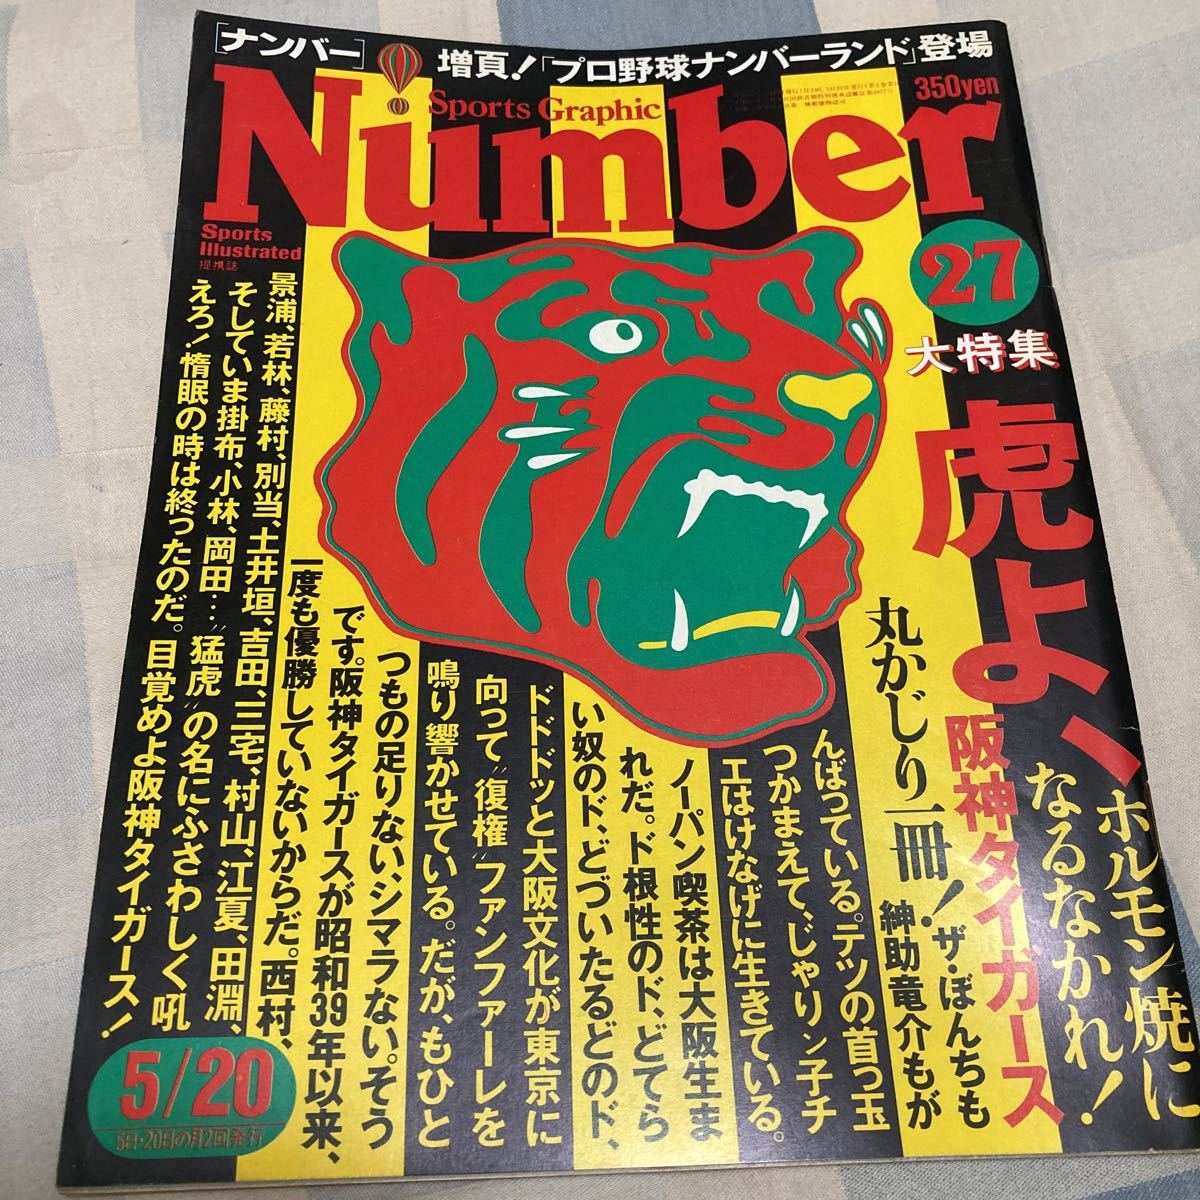 [ナンバー]
増頁!「プロ野球ナンバーランド」登場
350yen
Sports Graphic
Number
Sports
Illustrated
提携誌
27
大特集
虎よ、
ホルモン焼に
なるなかれ!
阪神タイガース
丸かじり一冊!
ザ・ぼんちも
紳助竜介もが
んばっている。テツの首っ玉
つかまえて、じゃりン子チ
エはけなげに生きている。
ノーパン喫茶は大阪生ま
れだ。ド根性のド、どてら
い奴のド、どづいたるどのド、
ドドドッと大阪文化が東京に
向って"復権"ファンファーレを
鳴り響かせている。だが、もひと
つもの足りない、シマラない。そう
です。阪神タイガースが昭和39年以来、
一度も優勝していないからだ。西村、
景浦、若林、藤村、別当、土井垣、吉田、三宅、村山、江夏、田淵、
そしていま掛布、小林、岡田…"猛虎"の名にふさわしく吼
えろ!惰眠の時は終ったのだ。目覚めよ阪神タイガース!
5/20
5日・20日の月2回発行